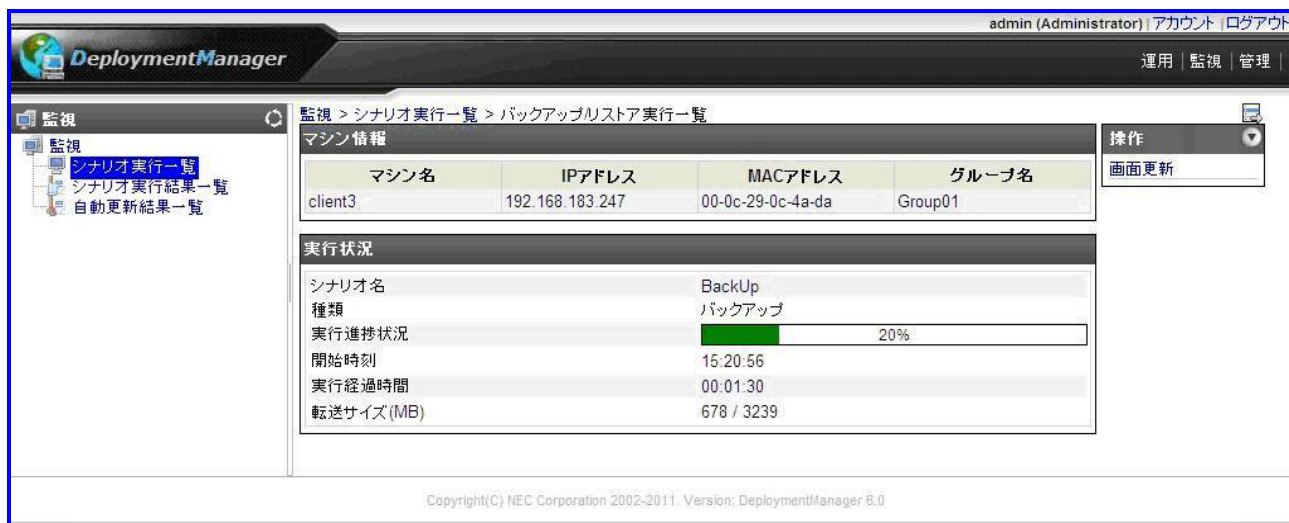 admin (Administrator) | アカウント | ログアウト
DeploymentManager
運用 | 監視 | 管理 |
監視
監視
シナリオ実行一覧
シナリオ実行結果一覧
自動更新結果一覧
監視 > シナリオ実行一覧 > バックアップ/リストア実行一覧
マシン情報
マシン名 IPアドレス MACアドレス グループ名
client3 192.168.183.247 00-0c-29-0c-4a-da Group01
操作
画面更新
実行状況
シナリオ名 BackUp
種類 バックアップ
実行進捗状況 20%
開始時刻 15:20:56
実行経過時間 00:01:30
転送サイズ(MB) 678 / 3239
Copyright(C) NEC Corporation 2002-2011. Version: DeploymentManager 6.0